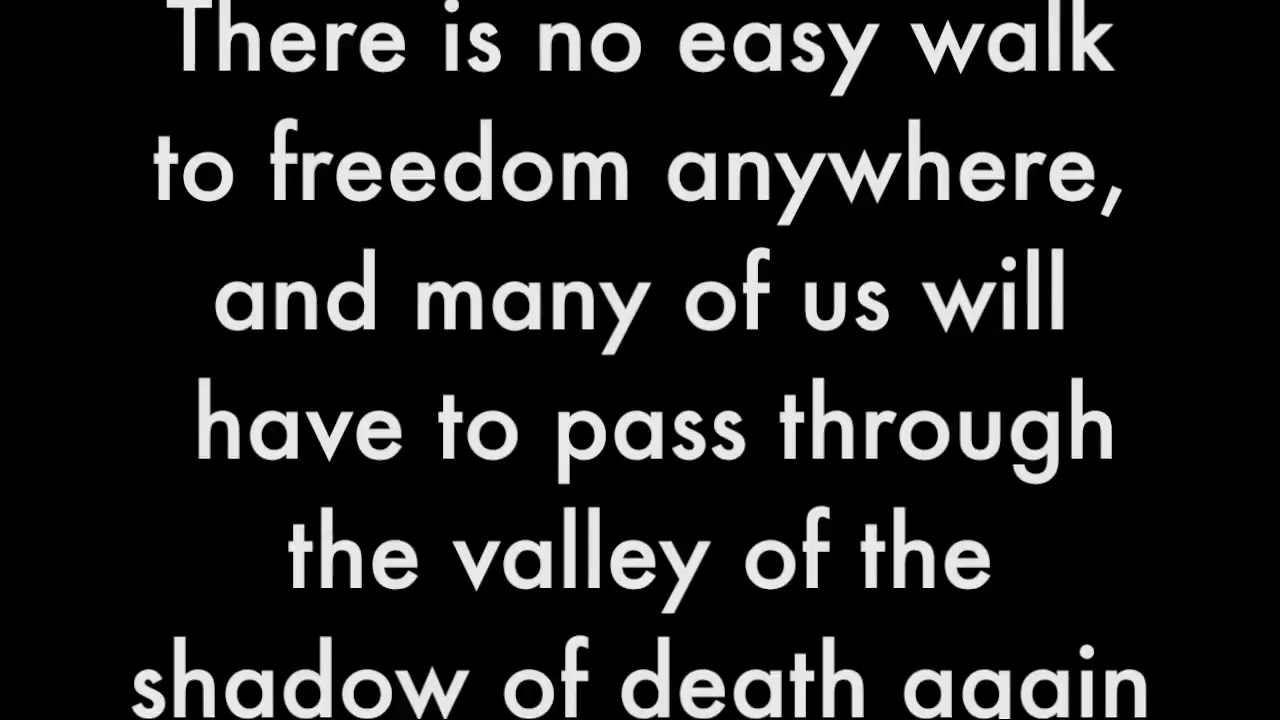 There is no easy walk
to freedom anywhere,
and many of us will
have to pass through
the valley of the
shadow of death again